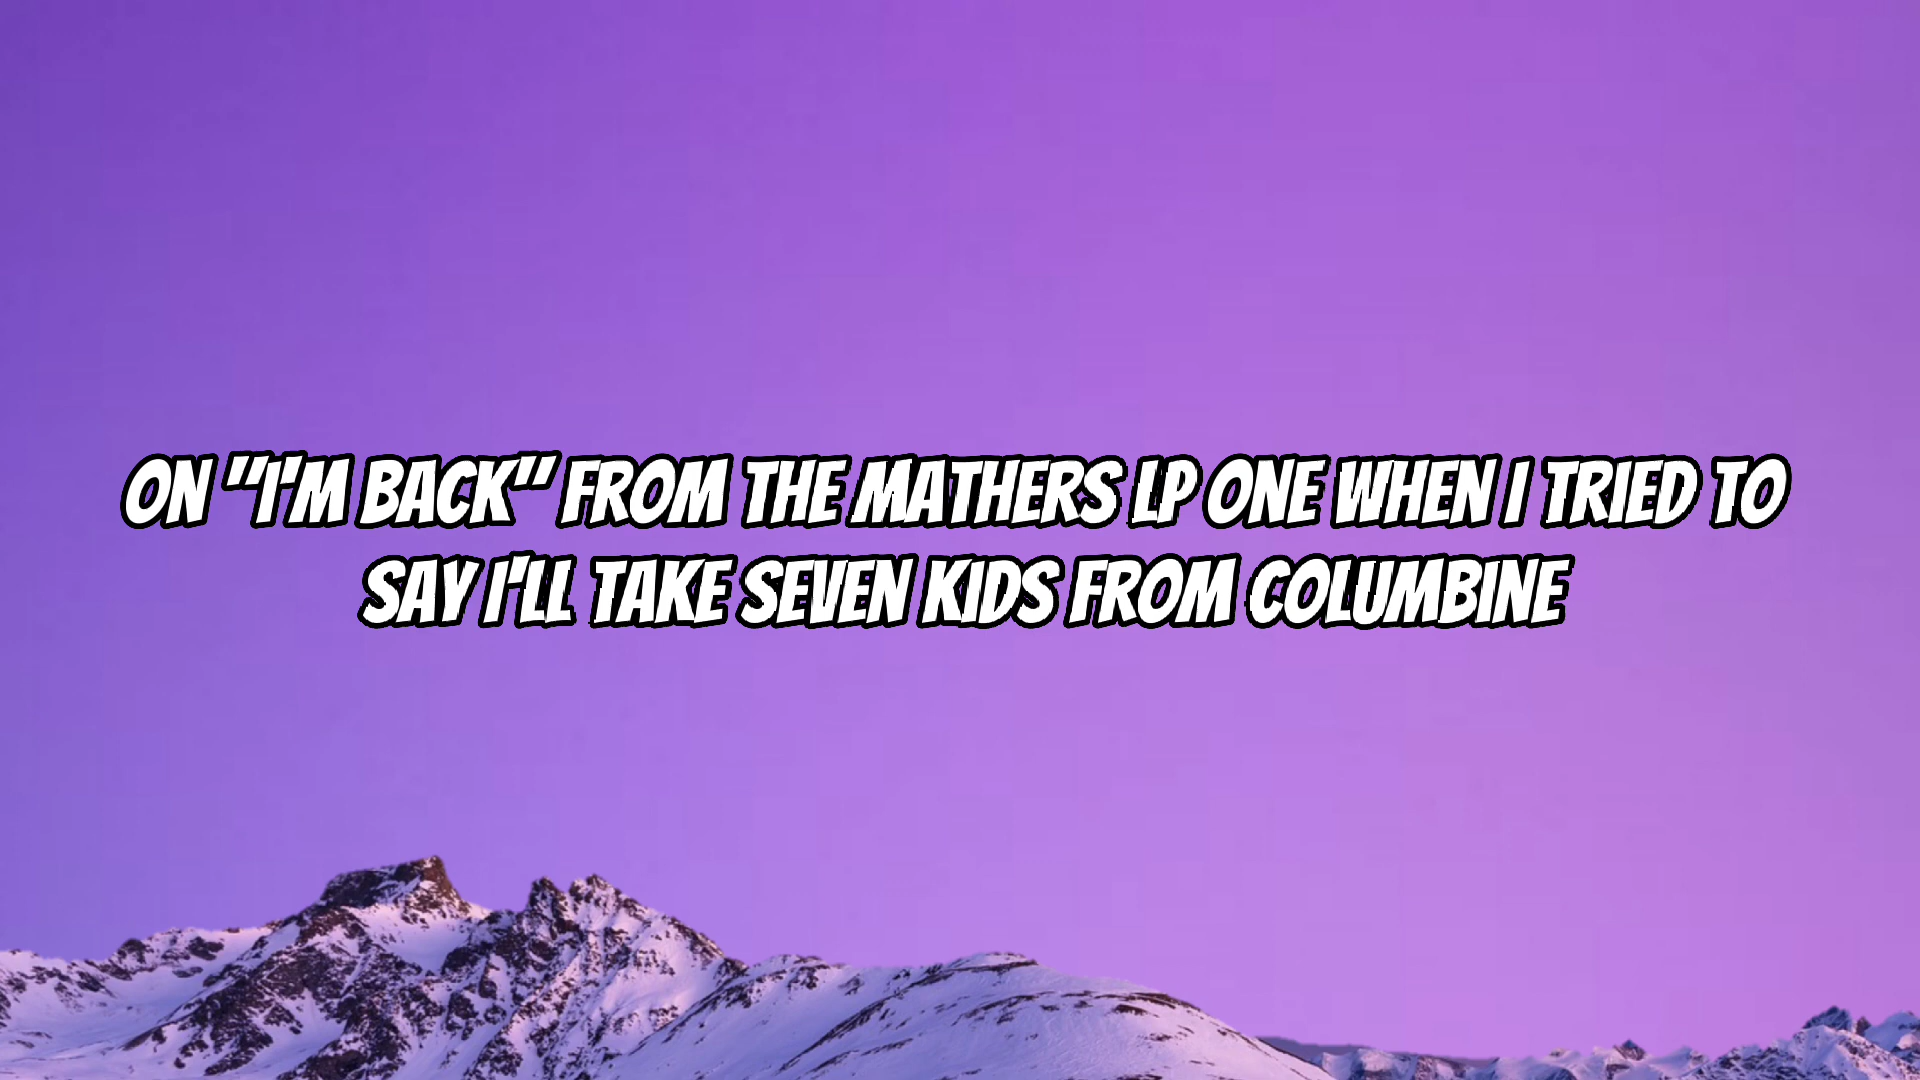 ON "I'M BACK" FROM THE MATHERS LP ONE WHEN I TRIED TO
SAY I'LL TAKE SEVEN KIDS FROM COLUMBINE